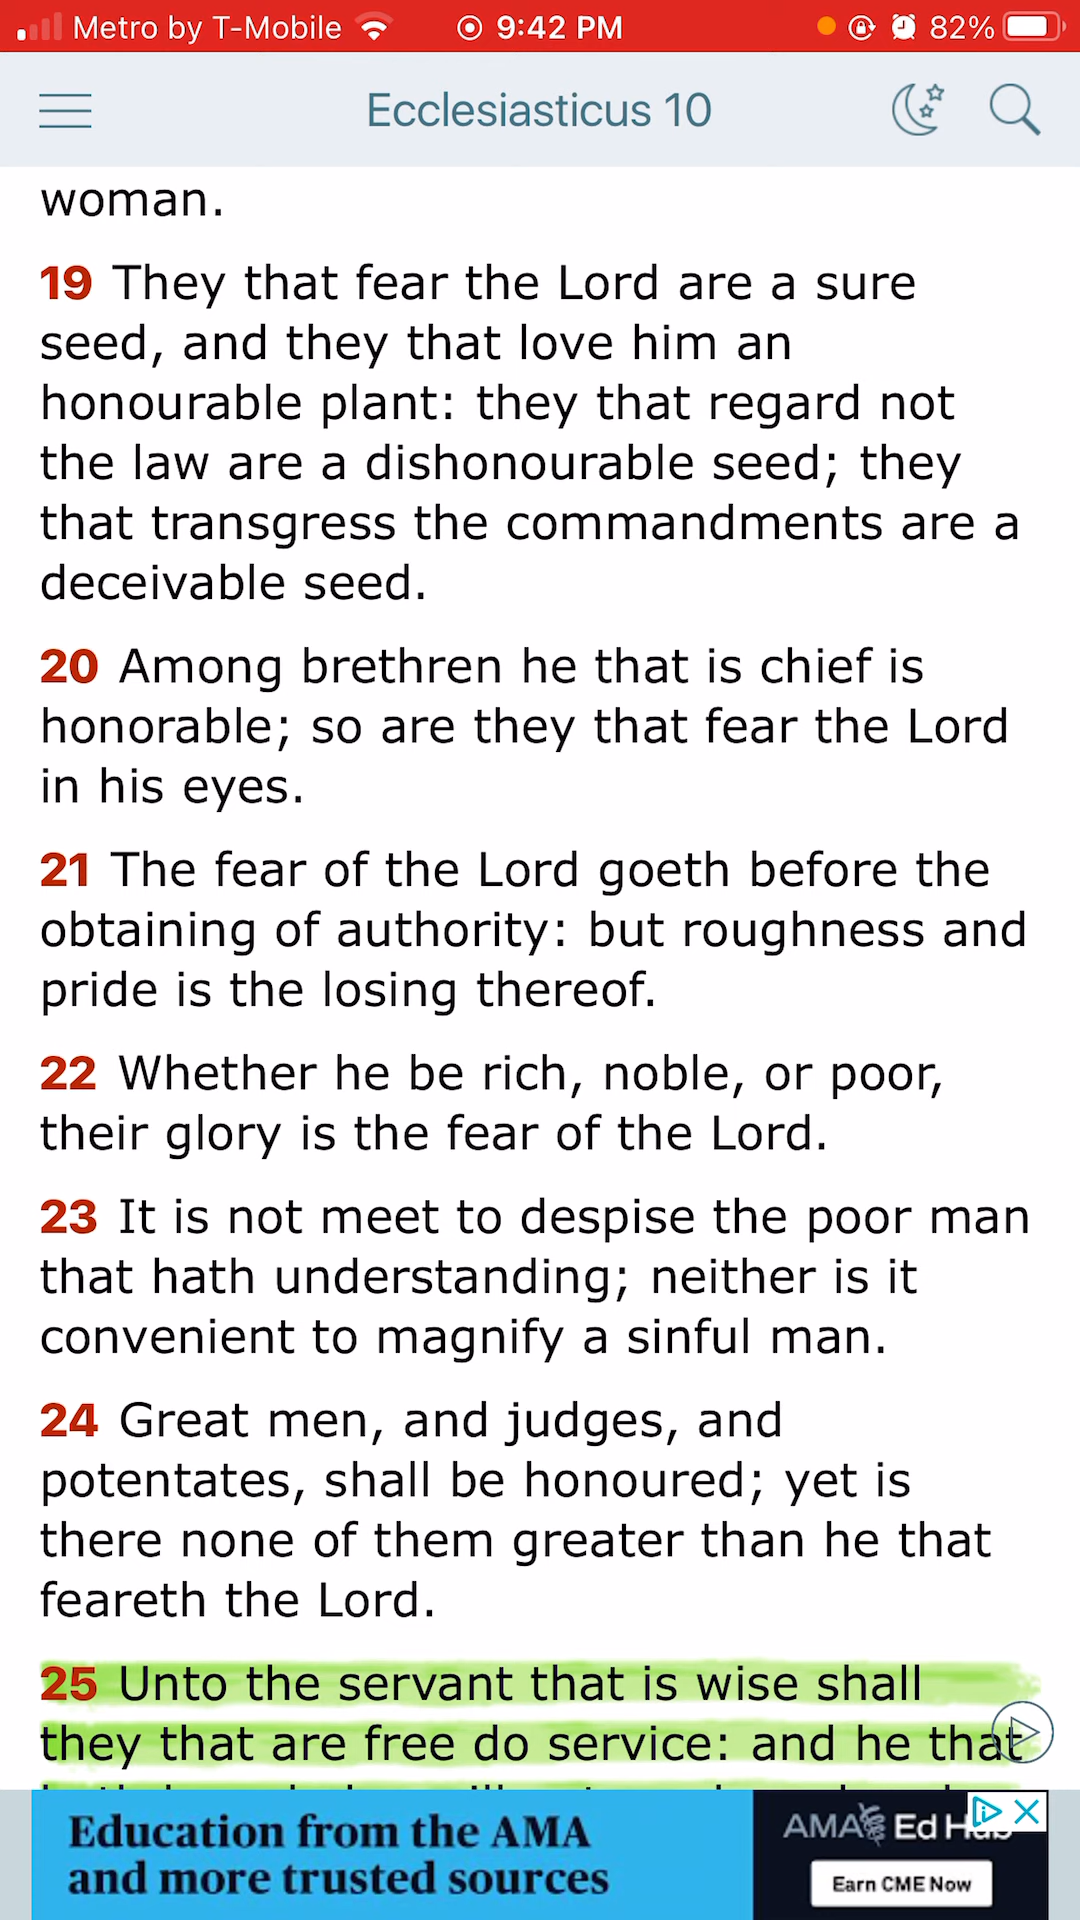 Metro by T-Mobile 9:42 PM 82%
Ecclesiasticus 10
woman.
19 They that fear the Lord are a sure
seed, and they that love him an
honourable plant: they that regard not
the law are a dishonourable seed; they
that transgress the commandments are a
deceivable seed.
20 Among brethren he that is chief is
honorable; so are they that fear the Lord
in his eyes.
21 The fear of the Lord goeth before the
obtaining of authority: but roughness and
pride is the losing thereof.
22 Whether he be rich, noble, or poor,
their glory is the fear of the Lord.
23 It is not meet to despise the poor man
that hath understanding; neither is it
convenient to magnify a sinful man.
24 Great men, and judges, and
potentates, shall be honoured; yet is
there none of them greater than he that
feareth the Lord.
25 Unto the servant that is wise shall
they that are free do service: and he that
Education from the AMA
and more trusted sources
AMA Ed Hub
Earn CME Now